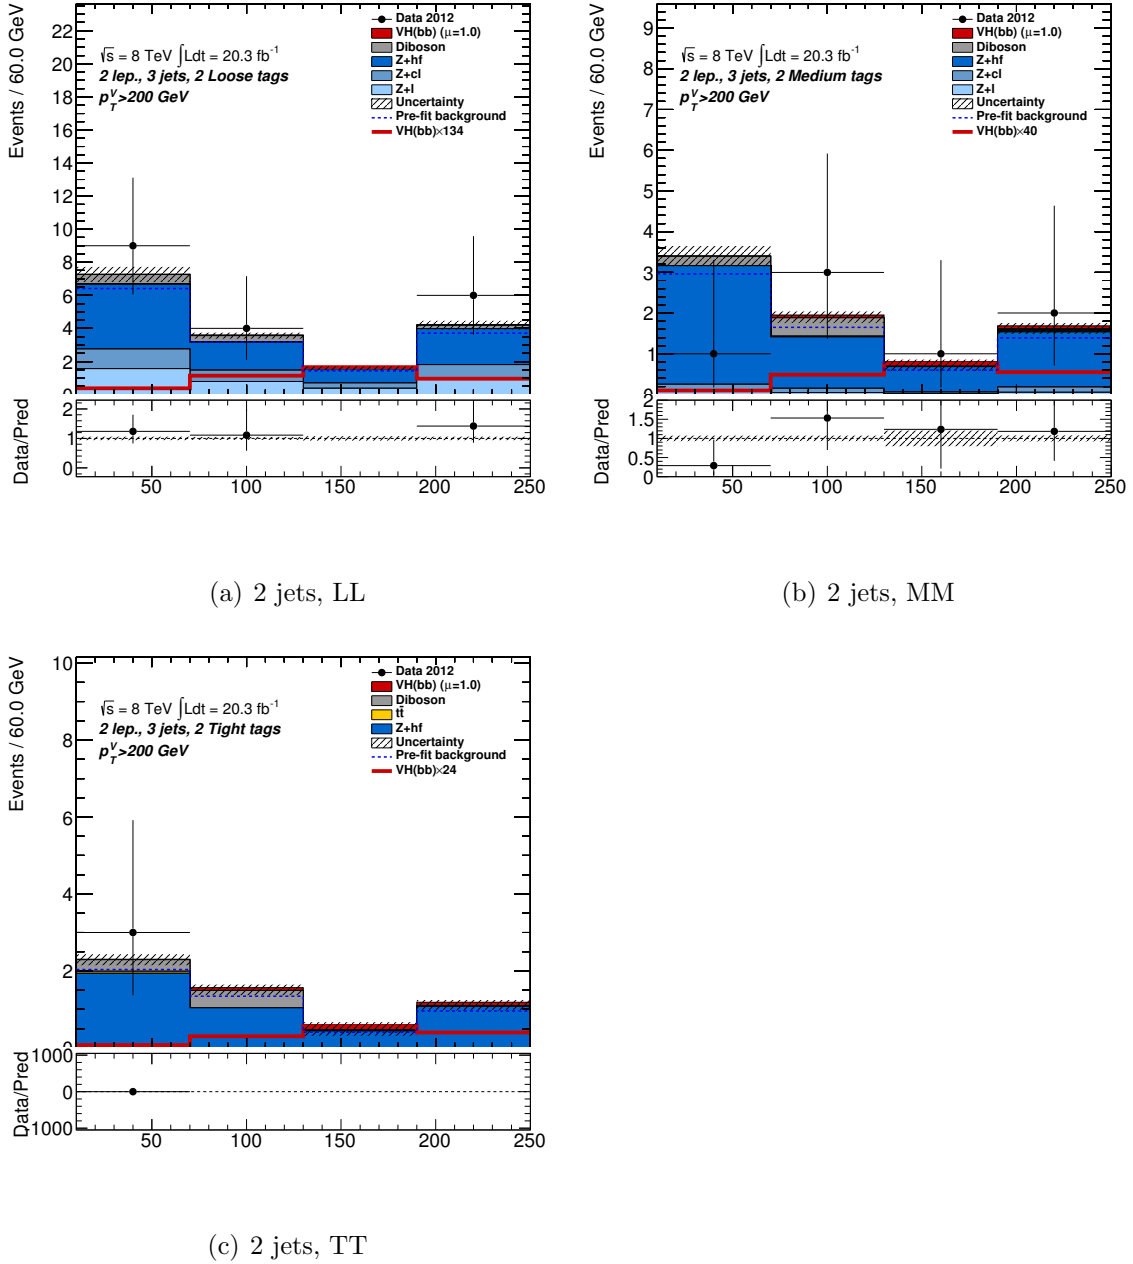 Events / 60.0 GeV
22
20
18
16
14
12
10
8
6
4
2
0
√s = 8 TeV ∫Ldt = 20.3 fb⁻¹
2 lep., 3 jets, 2 Loose tags
p_T^V>200 GeV
Data 2012
VH(bb) (μ=1.0)
Diboson
Z+hf
Z+cl
Z+l
Uncertainty
Pre-fit background
VH(bb)×134
Data/Pred
2
1
0
50 100 150 200 250
Events / 60.0 GeV
9
8
7
6
5
4
3
2
1
0
√s = 8 TeV ∫Ldt = 20.3 fb⁻¹
2 lep., 3 jets, 2 Medium tags
p_T^V>200 GeV
Data 2012
VH(bb) (μ=1.0)
Diboson
Z+hf
Z+cl
Z+l
Uncertainty
Pre-fit background
VH(bb)×40
Data/Pred
2
1.5
1
0.5
0
50 100 150 200 250
(a) 2 jets, LL
(b) 2 jets, MM
Events / 60.0 GeV
10
8
6
4
2
0
√s = 8 TeV ∫Ldt = 20.3 fb⁻¹
2 lep., 3 jets, 2 Tight tags
p_T^V>200 GeV
Data 2012
VH(bb) (μ=1.0)
Diboson
tt̄
Z+hf
Uncertainty
Pre-fit background
VH(bb)×24
Data/Pred
1000
0
1000
50 100 150 200 250
(c) 2 jets, TT